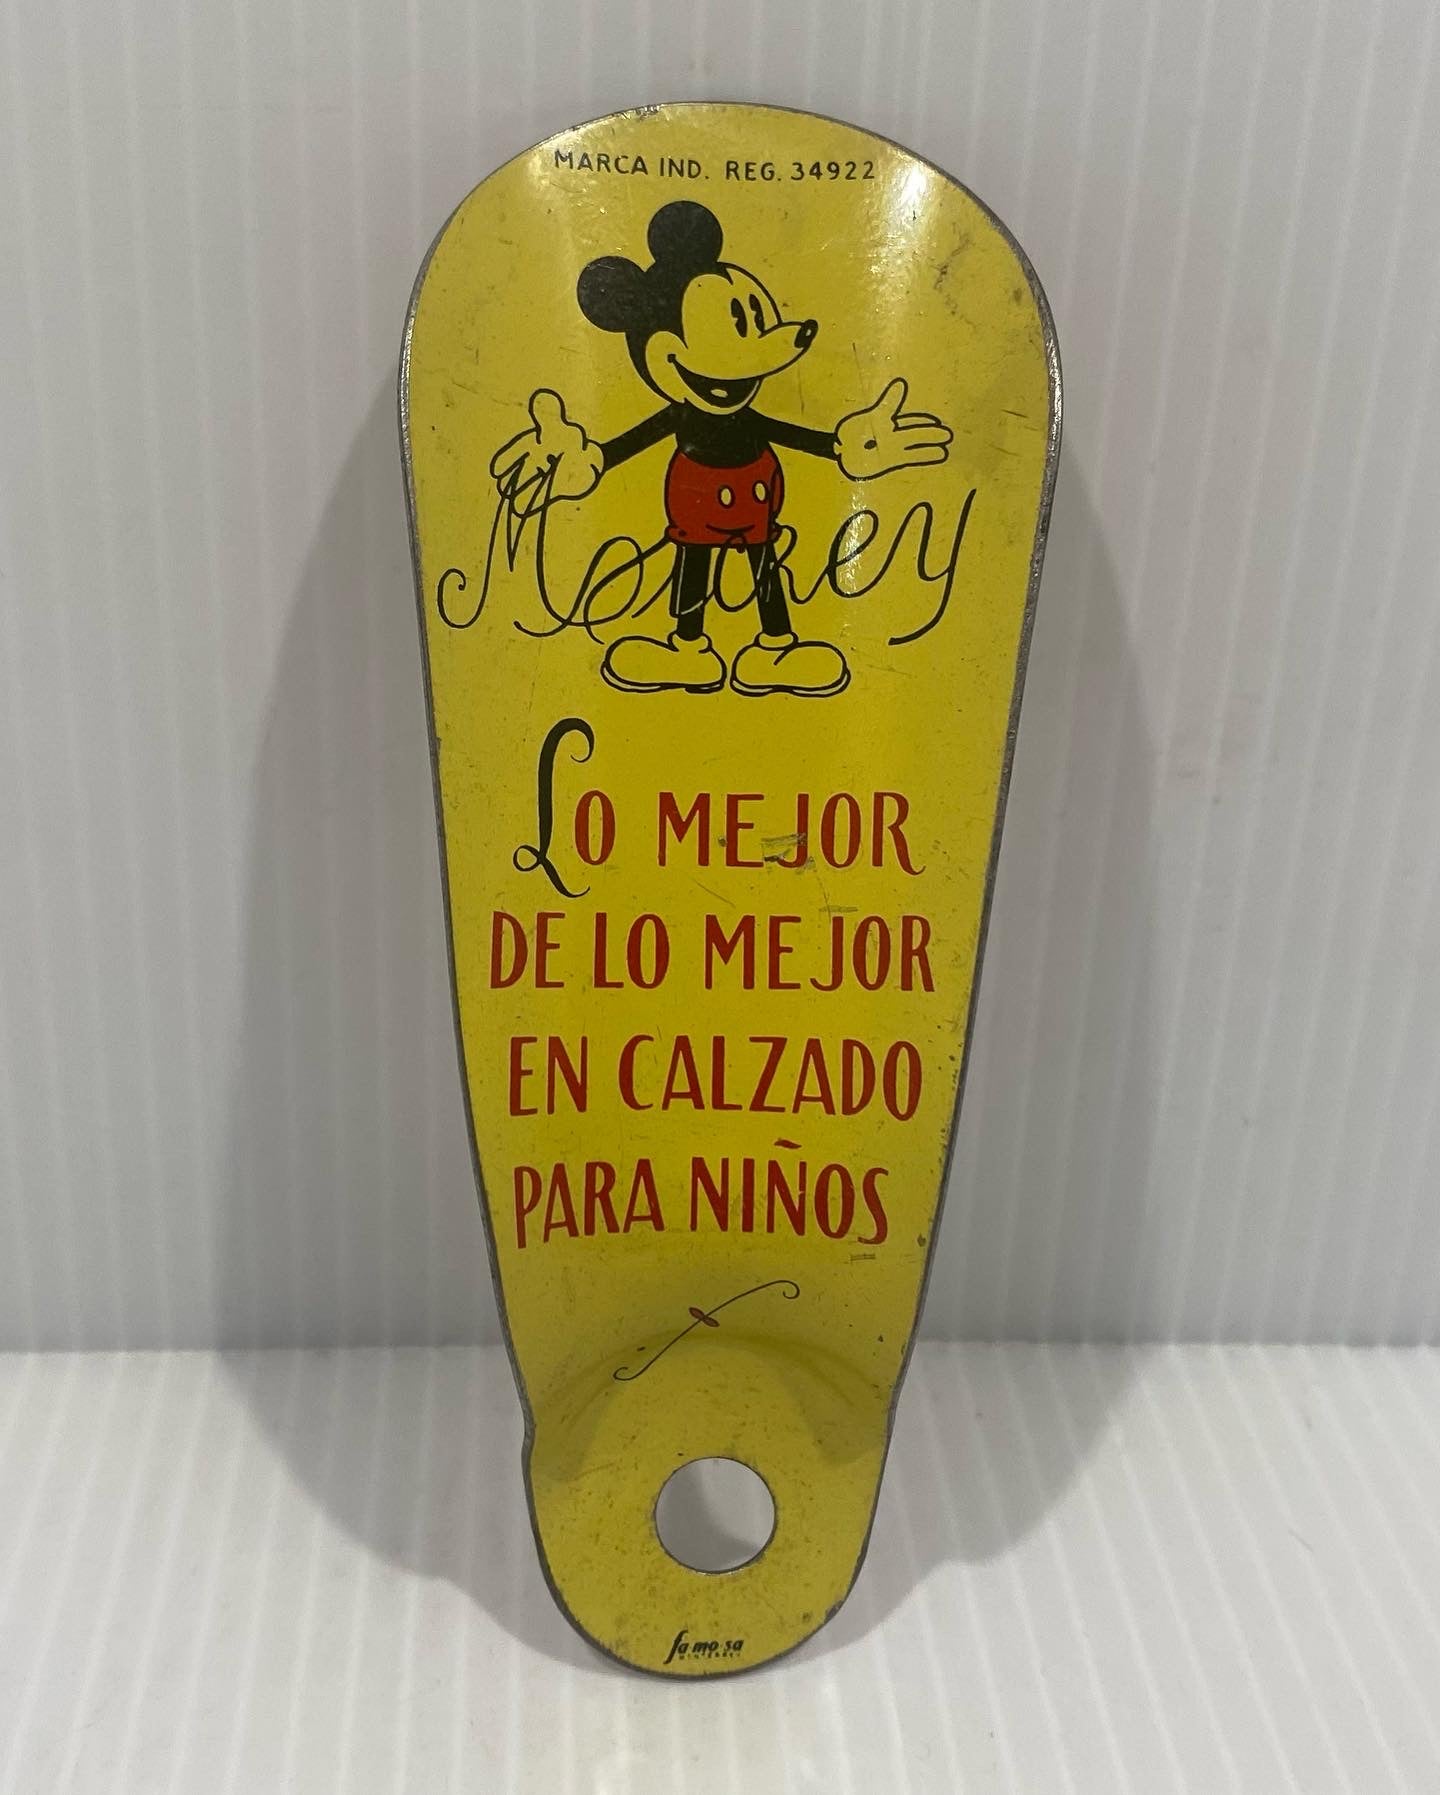 MARCA IND. REG. 34922
Mickey
LO MEJOR
DE LO MEJOR
EN CALZADO
PARA NIÑOS
famosa